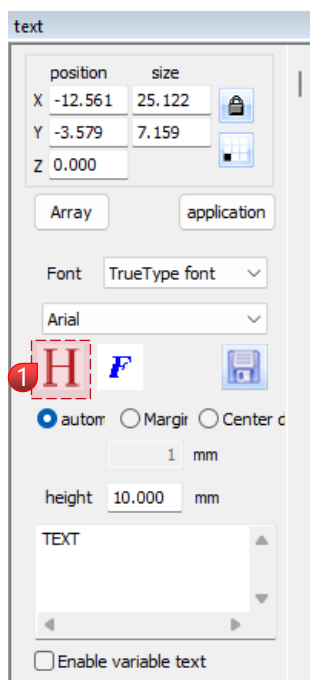 text
position size
X -12.561 25.122
Y -3.579 7.159
Z 0.000
Array application
Font TrueType font
Arial
1 H F
autom Margin Center d
1 mm
height 10.000 mm
TEXT
Enable variable text